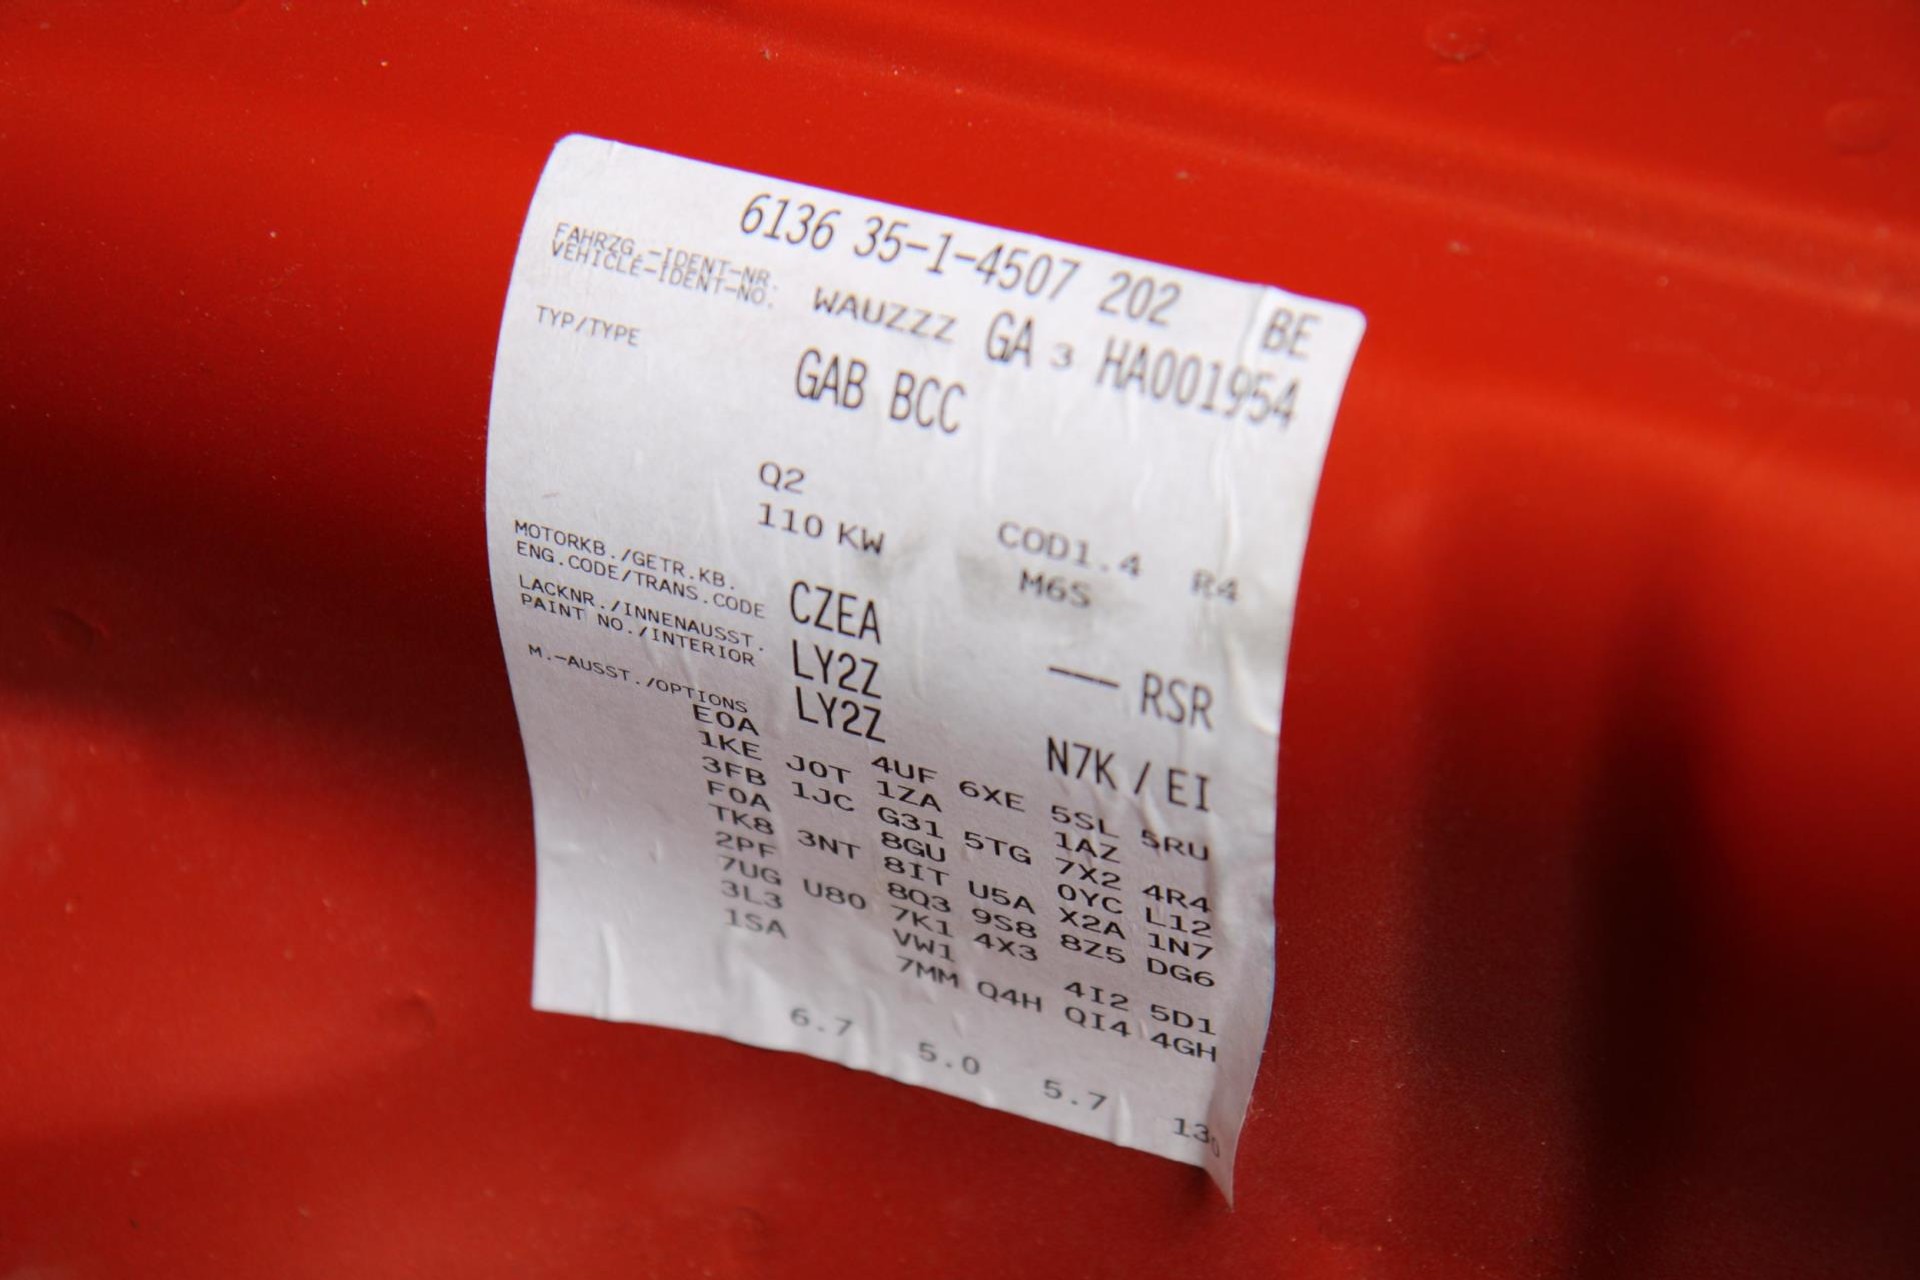 6136 35-1-4507 202 BE
FAHRZG.-IDENT-NR.
VEHICLE-IDENT-NO. WAUZZZ GA 3 HA001954
TYP/TYPE GAB BCC
Q2 COD1.4 R4
110 KW M6S
MOTORKB./GETR.KB.
ENG.CODE/TRANS.CODE CZEA --- RSR
LACKNR./INNENAUSST. LY2Z
PAINT NO./INTERIOR LY2Z N7K / EI
M.-AUSST./OPTIONS
E0A 4UF 6XE 5SL 5RU
1KE J0T 1ZA 1AZ
3FB 1JC G31 5TG 7X2 4R4
F0A 8GU 0YC L12
TK8 3NT 8IT U5A X2A 1N7
2PF 8Q3 9S8 8Z5 DG6
7UG U80 7K1 4X3
3L3 VW1 4I2 5D1
1SA 7MM Q4H QI4 4GH
6.7 5.0 5.7 130